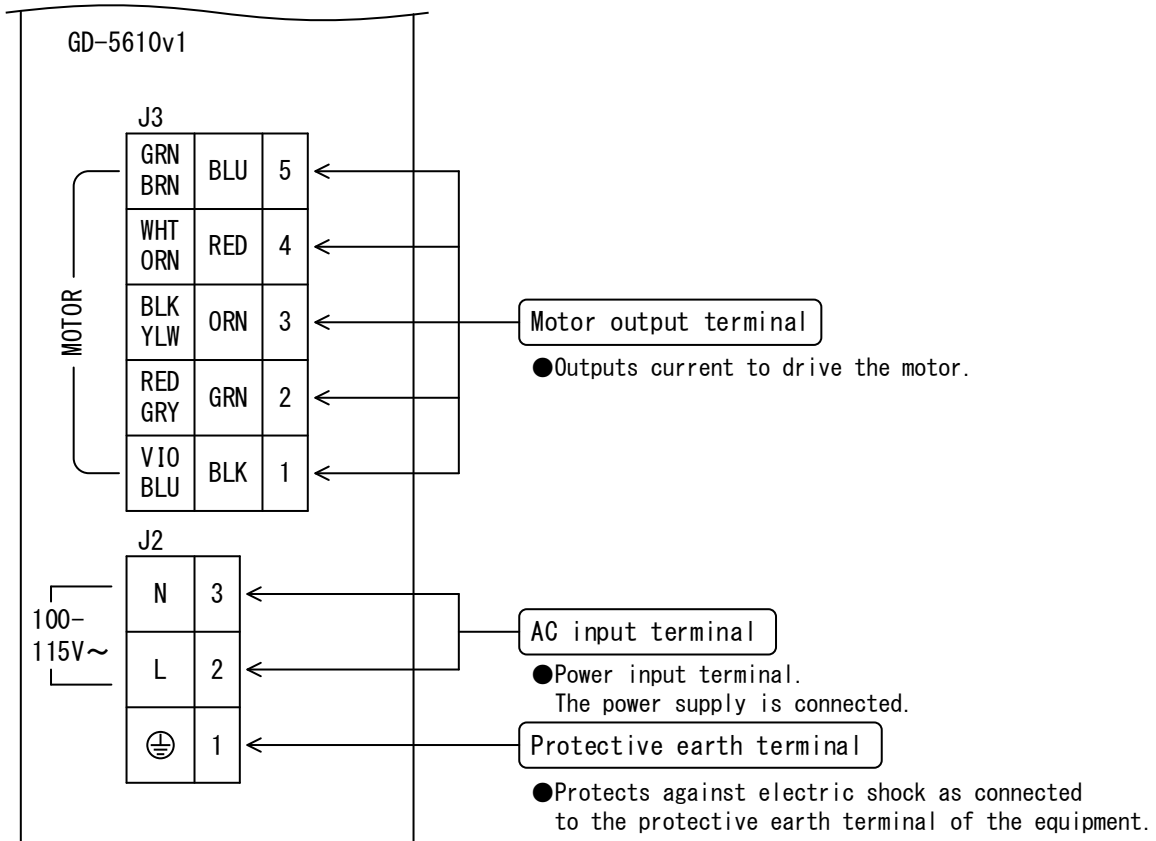 GD-5610v1
J3
GRN BRN BLU 5
WHT ORN RED 4
MOTOR
BLK YLW ORN 3
RED GRY GRN 2
VIO BLU BLK 1
Motor output terminal
●Outputs current to drive the motor.
J2
N 3
100-
115V～
L 2
⏚ 1
AC input terminal
●Power input terminal.
The power supply is connected.
Protective earth terminal
●Protects against electric shock as connected
to the protective earth terminal of the equipment.